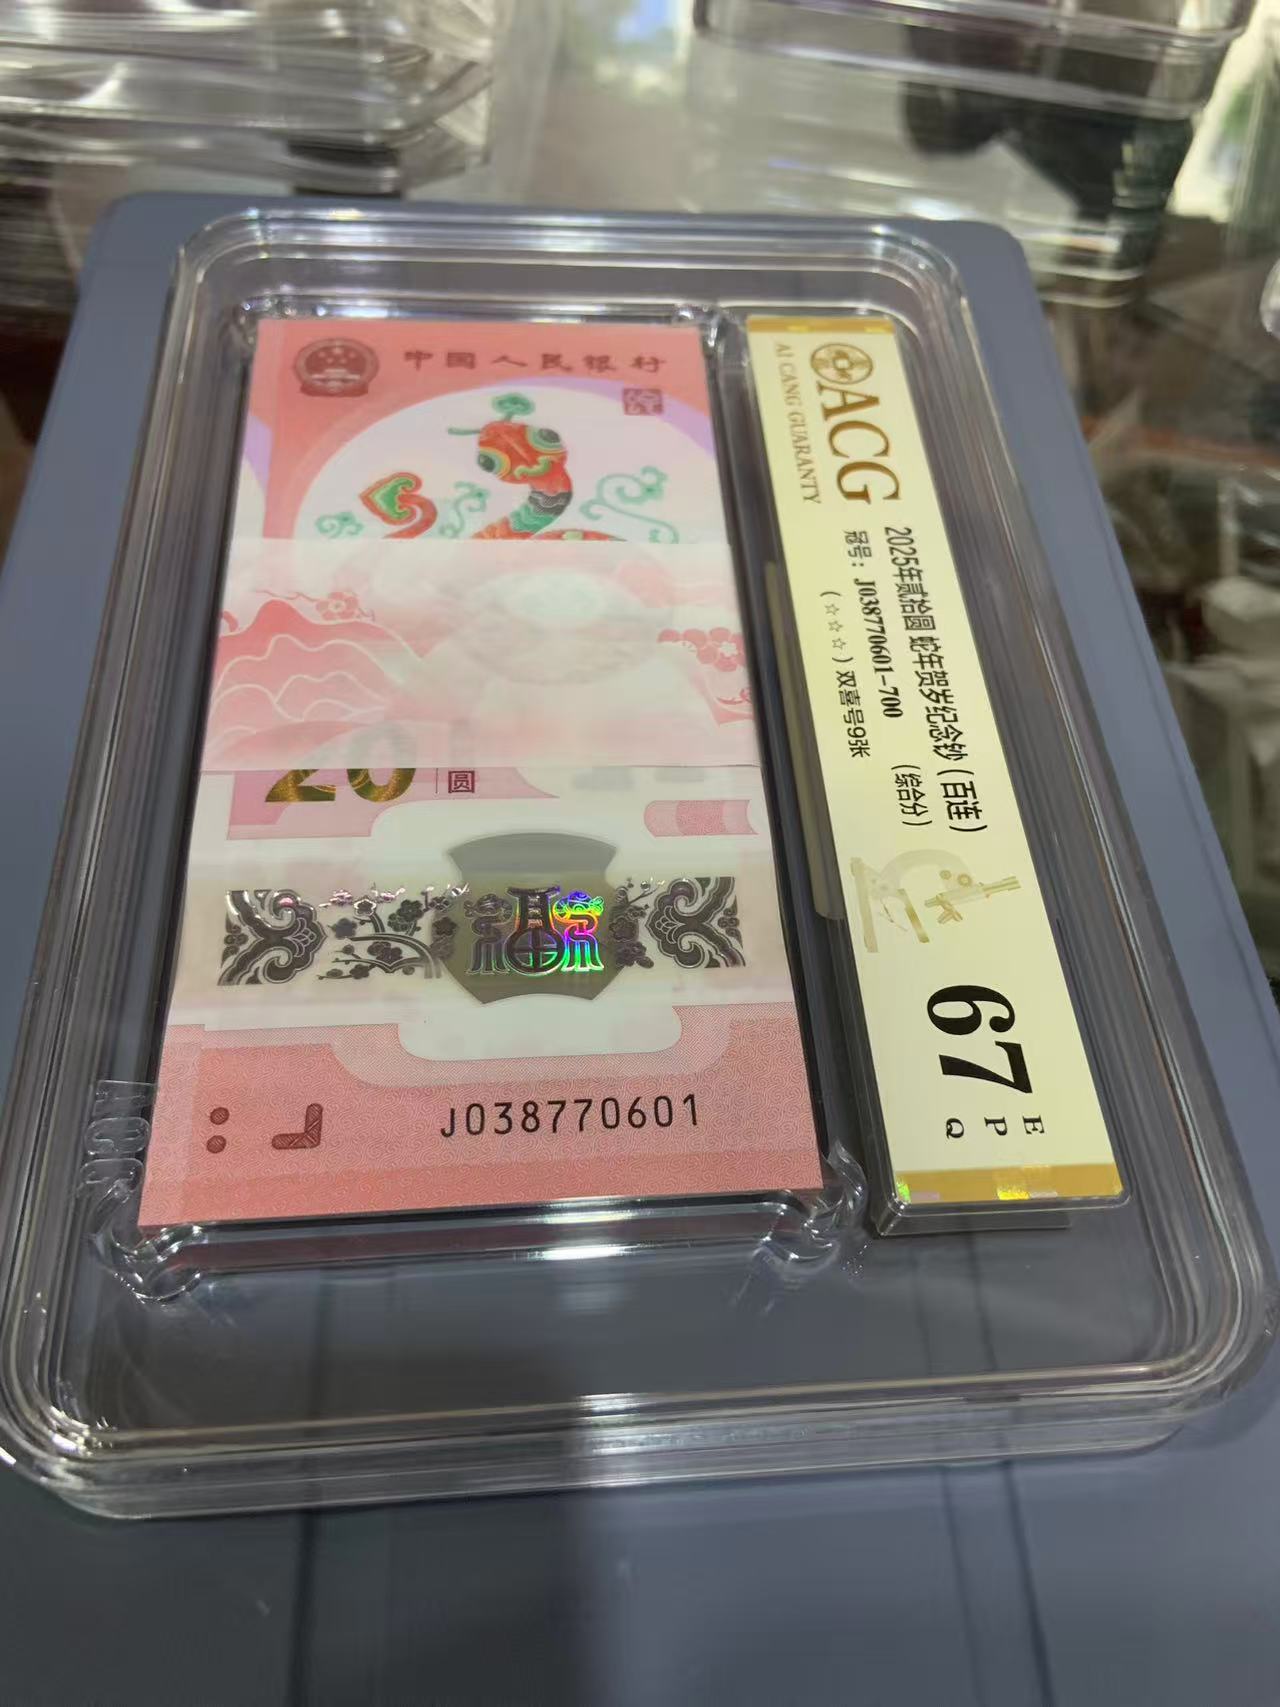 中国人民银行
20 圆
J038770601
ACG
AI CANG GUARANTY
2025年贰拾圆 蛇年贺岁纪念钞（百连）
冠号：J038770601-700 （综合分）
（☆☆☆）双喜号9张
67
E
P
Q
ACG